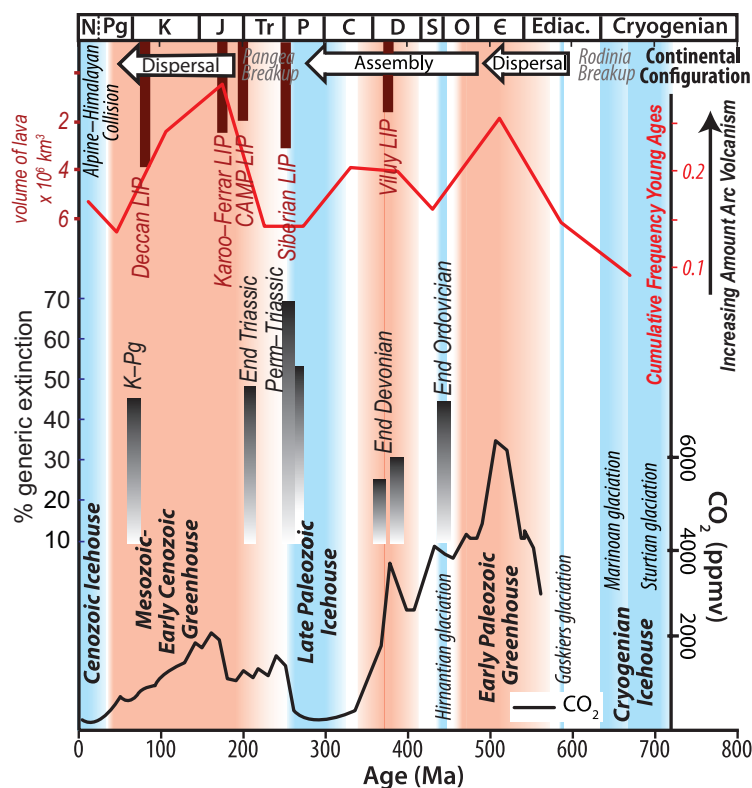 N Pg K J Tr P C D S O Є Ediac. Cryogenian
Dispersal
Pangea
Breakup
Assembly
Dispersal
Rodinia
Breakup
Continental
Configuration
Alpine–Himalayan
Collision
volume of lava
x 10⁶ km³
2
4
6
Deccan LIP
Karoo–Ferrar LIP
CAMP LIP
Siberian LIP
Viluy LIP
0.2
0.1
Cumulative Frequency Young Ages
Increasing Amount Arc Volcanism
% generic extinction
70
60
50
40
30
20
10
K–Pg
End Triassic
Perm–Triassic
End Devonian
End Ordovician
6000
4000
2000
CO₂ (ppmv)
Cenozoic Icehouse
Mesozoic-
Early Cenozoic
Greenhouse
Late Paleozoic
Icehouse
Hirnantian glaciation
Early Paleozoic
Greenhouse
Gaskiers glaciation
Marinoan glaciation
Sturtian glaciation
Cryogenian
Icehouse
CO₂
0 100 200 300 400 500 600 700 800
Age (Ma)